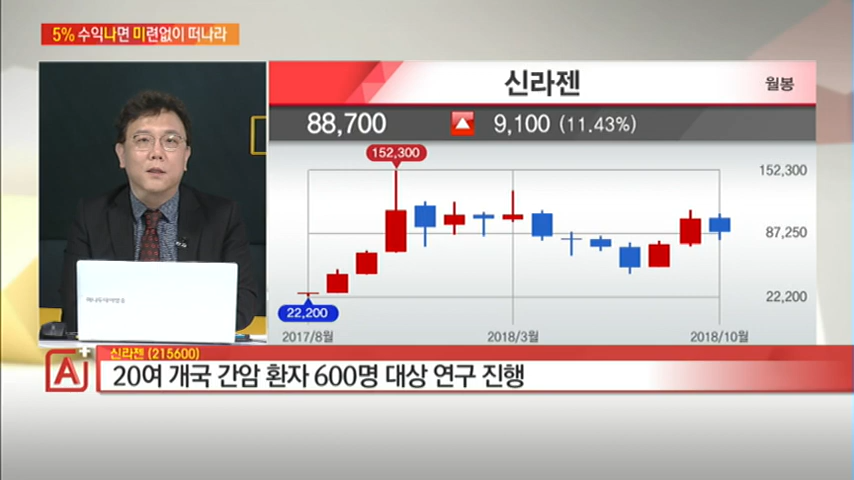 5% 수익나면 미련없이 떠나라
신라젠
월봉
88,700 9,100 (11.43%)
152,300
152,300
87,250
22,200
22,200
2017/8월 2018/3월 2018/10월
A+
신라젠 (215600)
20여 개국 간암 환자 600명 대상 연구 진행